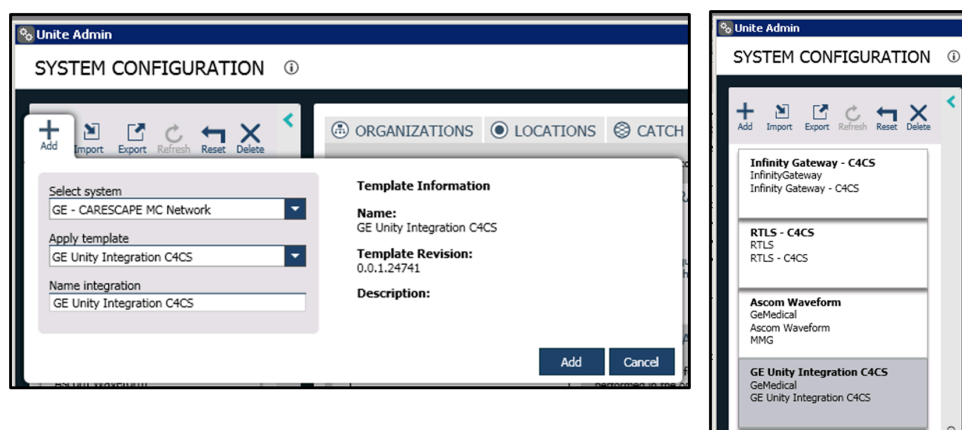 Unite Admin
SYSTEM CONFIGURATION
Add Import Export Refresh Reset Delete
ORGANIZATIONS LOCATIONS CATCH
Select system
GE - CARESCAPE MC Network
Apply template
GE Unity Integration C4CS
Name integration
GE Unity Integration C4CS
Template Information
Name:
GE Unity Integration C4CS
Template Revision:
0.0.1.24741
Description:
Add Cancel
Unite Admin
SYSTEM CONFIGURATION
Add Import Export Refresh Reset Delete
Infinity Gateway - C4CS
InfinityGateway
Infinity Gateway - C4CS
RTLS - C4CS
RTLS
RTLS - C4CS
Ascom Waveform
GeMedical
Ascom Waveform
MMG
GE Unity Integration C4CS
GeMedical
GE Unity Integration C4CS